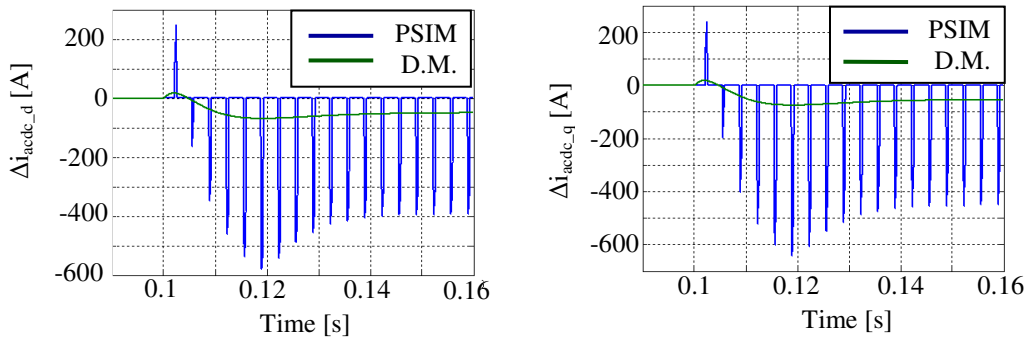 PSIM
D.M.
Δi_acdc_d [A]
200
0
-200
-400
-600
0.1
0.12
0.14
0.16
Time [s]
PSIM
D.M.
Δi_acdc_q [A]
200
0
-200
-400
-600
0.1
0.12
0.14
0.16
Time [s]